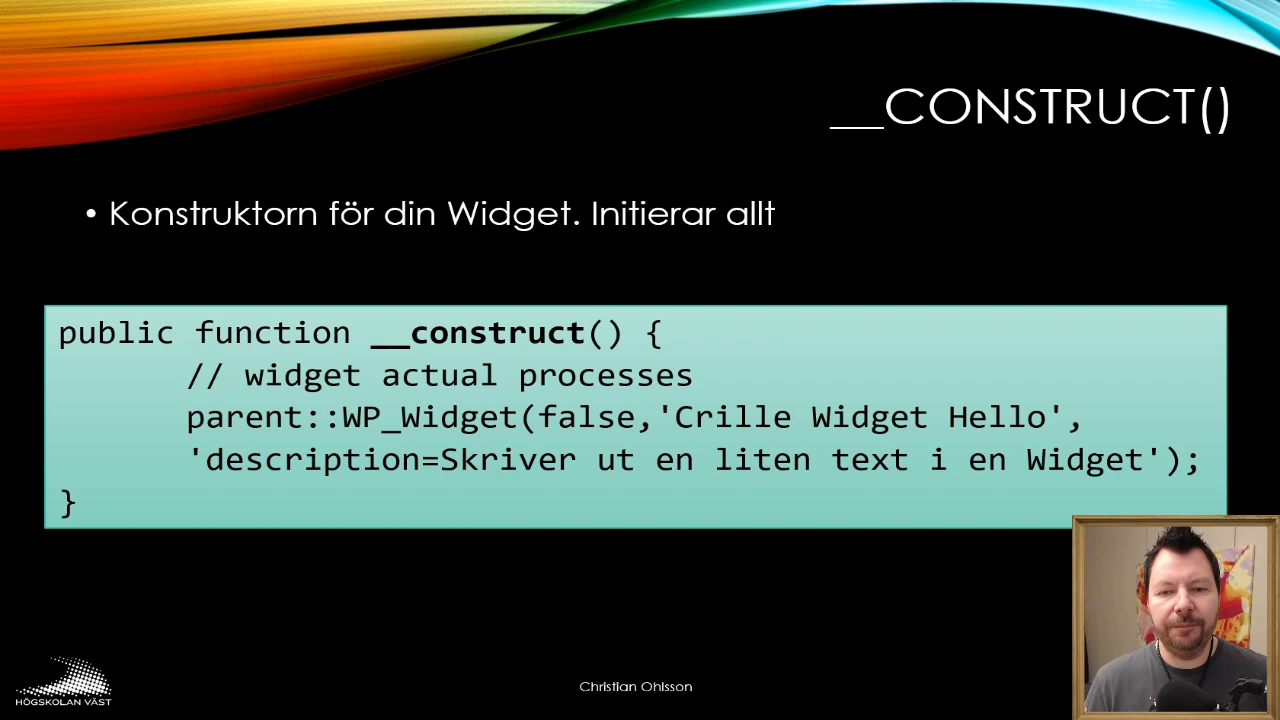 __CONSTRUCT()
• Konstruktorn för din Widget. Initierar allt
public function __construct() {
// widget actual processes
parent::WP_Widget(false,'Crille Widget Hello',
'description=Skriver ut en liten text i en Widget');
}
HÖGSKOLAN VÄST
Christian Ohlsson